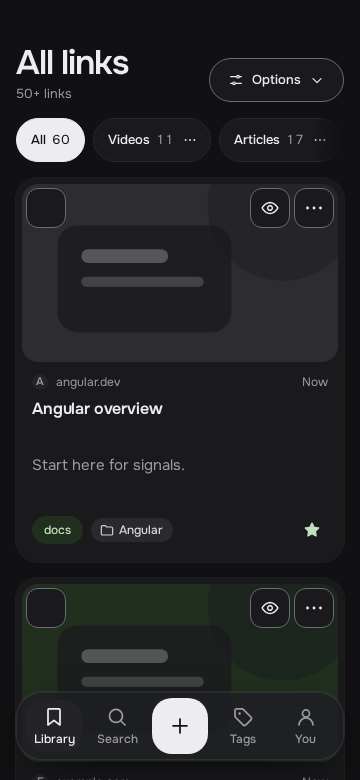 All links
50+ links
Options
All 60
Videos 11
Articles 17
A angular.dev
Now
Angular overview
Start here for signals.
docs
Angular
Library
Search
Tags
You